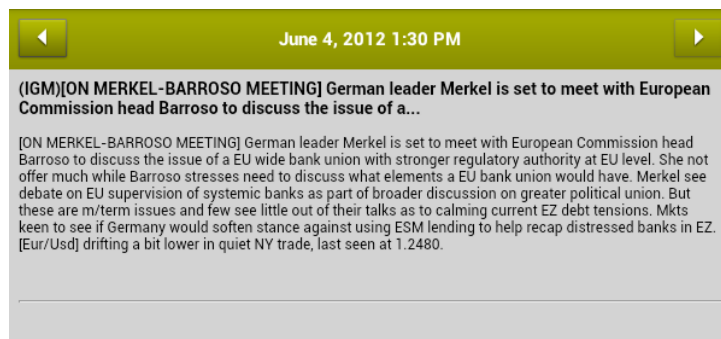 June 4, 2012 1:30 PM
(IGM)[ON MERKEL-BARROSO MEETING] German leader Merkel is set to meet with European
Commission head Barroso to discuss the issue of a...
[ON MERKEL-BARROSO MEETING] German leader Merkel is set to meet with European Commission head
Barroso to discuss the issue of a EU wide bank union with stronger regulatory authority at EU level. She not
offer much while Barroso stresses need to discuss what elements a EU bank union would have. Merkel see
debate on EU supervision of systemic banks as part of broader discussion on greater political union. But
these are m/term issues and few see little out of their talks as to calming current EZ debt tensions. Mkts
keen to see if Germany would soften stance against using ESM lending to help recap distressed banks in EZ.
[Eur/Usd] drifting a bit lower in quiet NY trade, last seen at 1.2480.